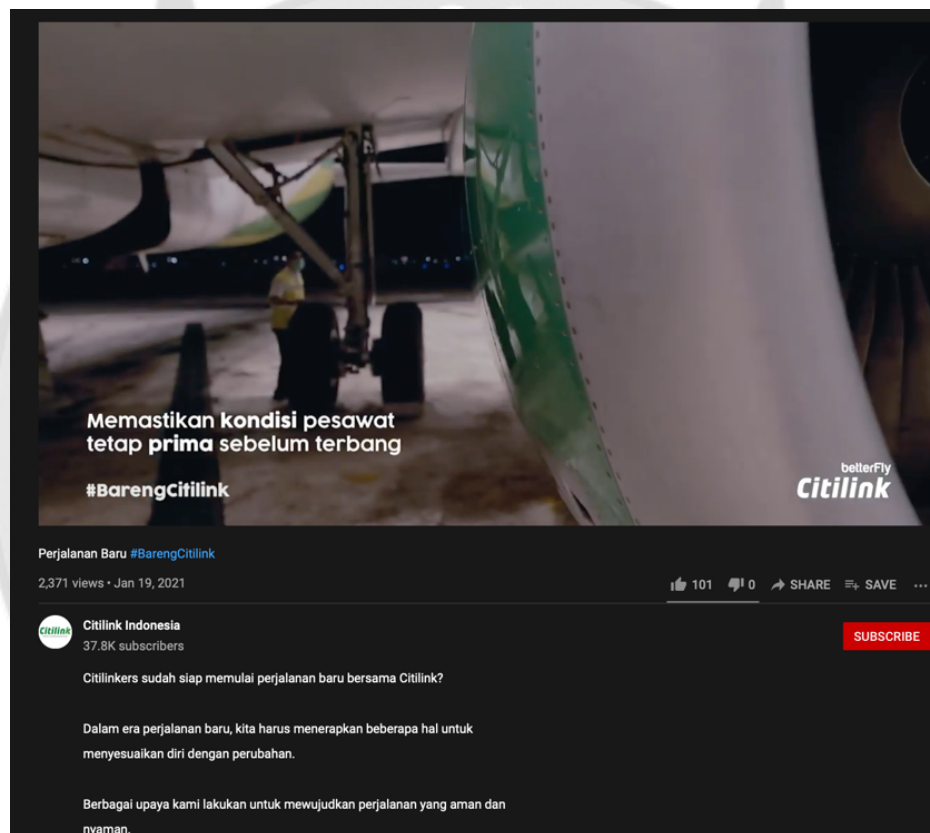 Memastikan kondisi pesawat
tetap prima sebelum terbang
#BarengCitilink
betterFly
Citilink
Perjalanan Baru #BarengCitilink
2,371 views • Jan 19, 2021
101 0 SHARE SAVE ...
Citilink
Citilink Indonesia
37.8K subscribers
SUBSCRIBE
Citilinkers sudah siap memulai perjalanan baru bersama Citilink?
Dalam era perjalanan baru, kita harus menerapkan beberapa hal untuk
menyesuaikan diri dengan perubahan.
Berbagai upaya kami lakukan untuk mewujudkan perjalanan yang aman dan
nyaman.